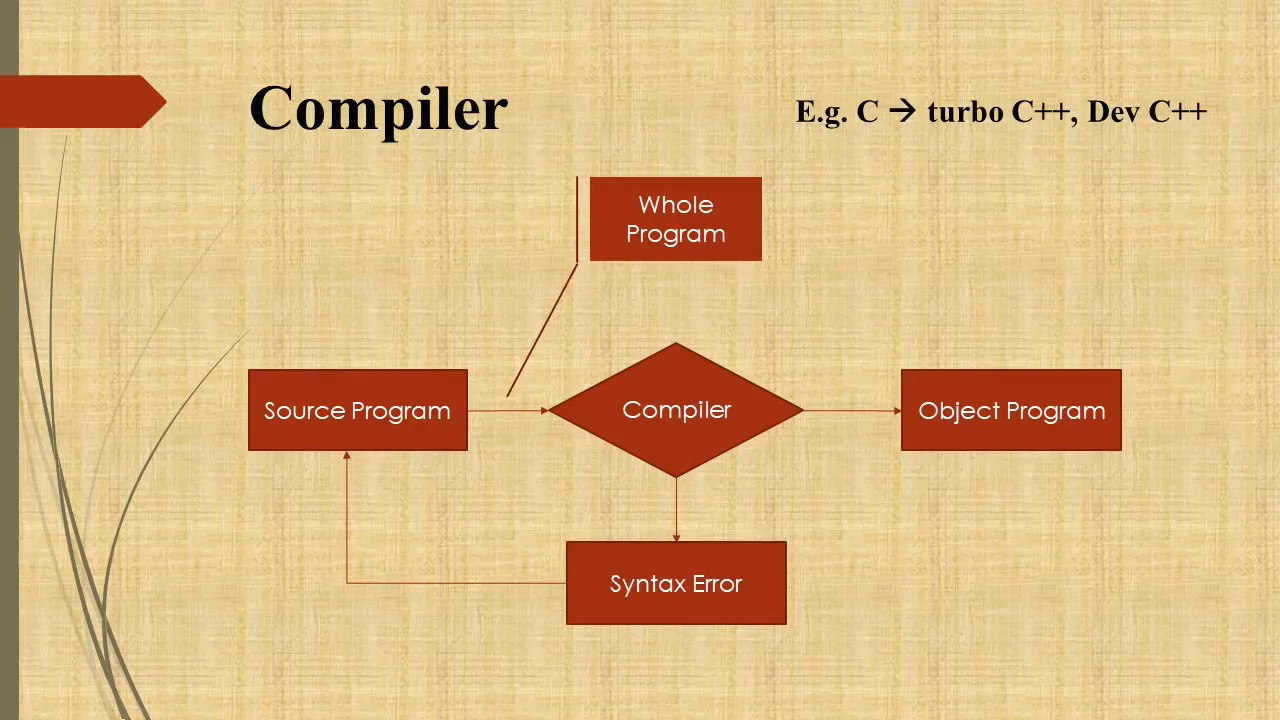 Compiler
E.g. C → turbo C++, Dev C++
Whole
Program
Source Program
Compiler
Object Program
Syntax Error